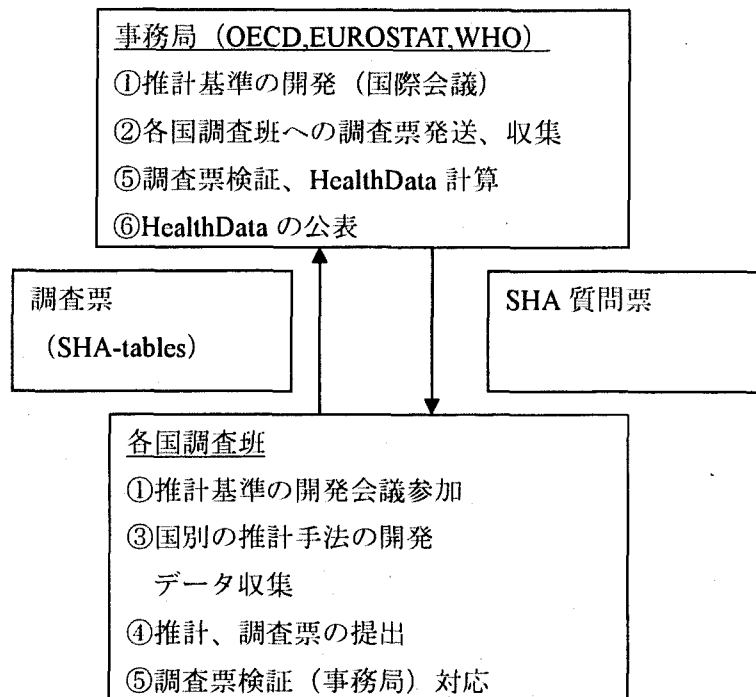 事務局（OECD,EUROSTAT,WHO）
①推計基準の開発（国際会議）
②各国調査班への調査票発送、収集
⑤調査票検証、HealthData 計算
⑥HealthData の公表
調査票
（SHA-tables）
SHA 質問票
各国調査班
①推計基準の開発会議参加
③国別の推計手法の開発
データ収集
④推計、調査票の提出
⑤調査票検証（事務局）対応